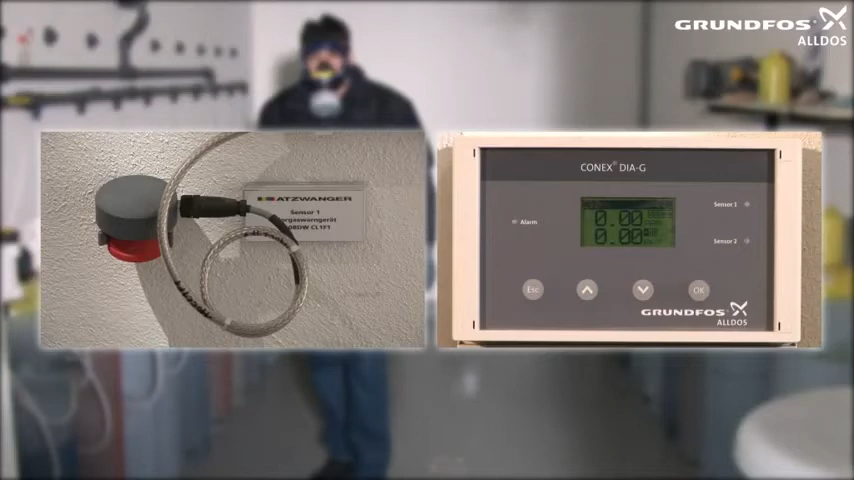 GRUNDFOS
ALLDOS
ATZWANGER
Sensor 1
CONEX® DIA-G
Alarm
0.00
0.00
Sensor 1
Sensor 2
Esc
OK
GRUNDFOS
ALLDOS